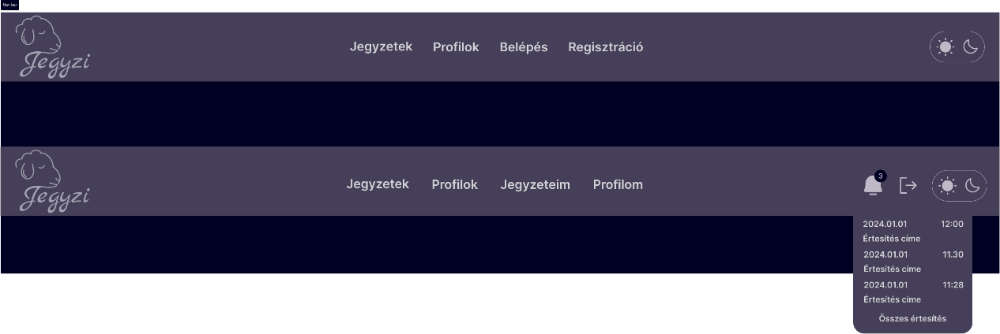 Nav bar
Jegyzi
Jegyzetek Profilok Belépés Regisztráció
Jegyzi
Jegyzetek Profilok Jegyzeteim Profilom
3
2024.01.01 12:00
Értesítés címe
2024.01.01 11.30
Értesítés címe
2024.01.01 11:28
Értesítés címe
Összes értesítés